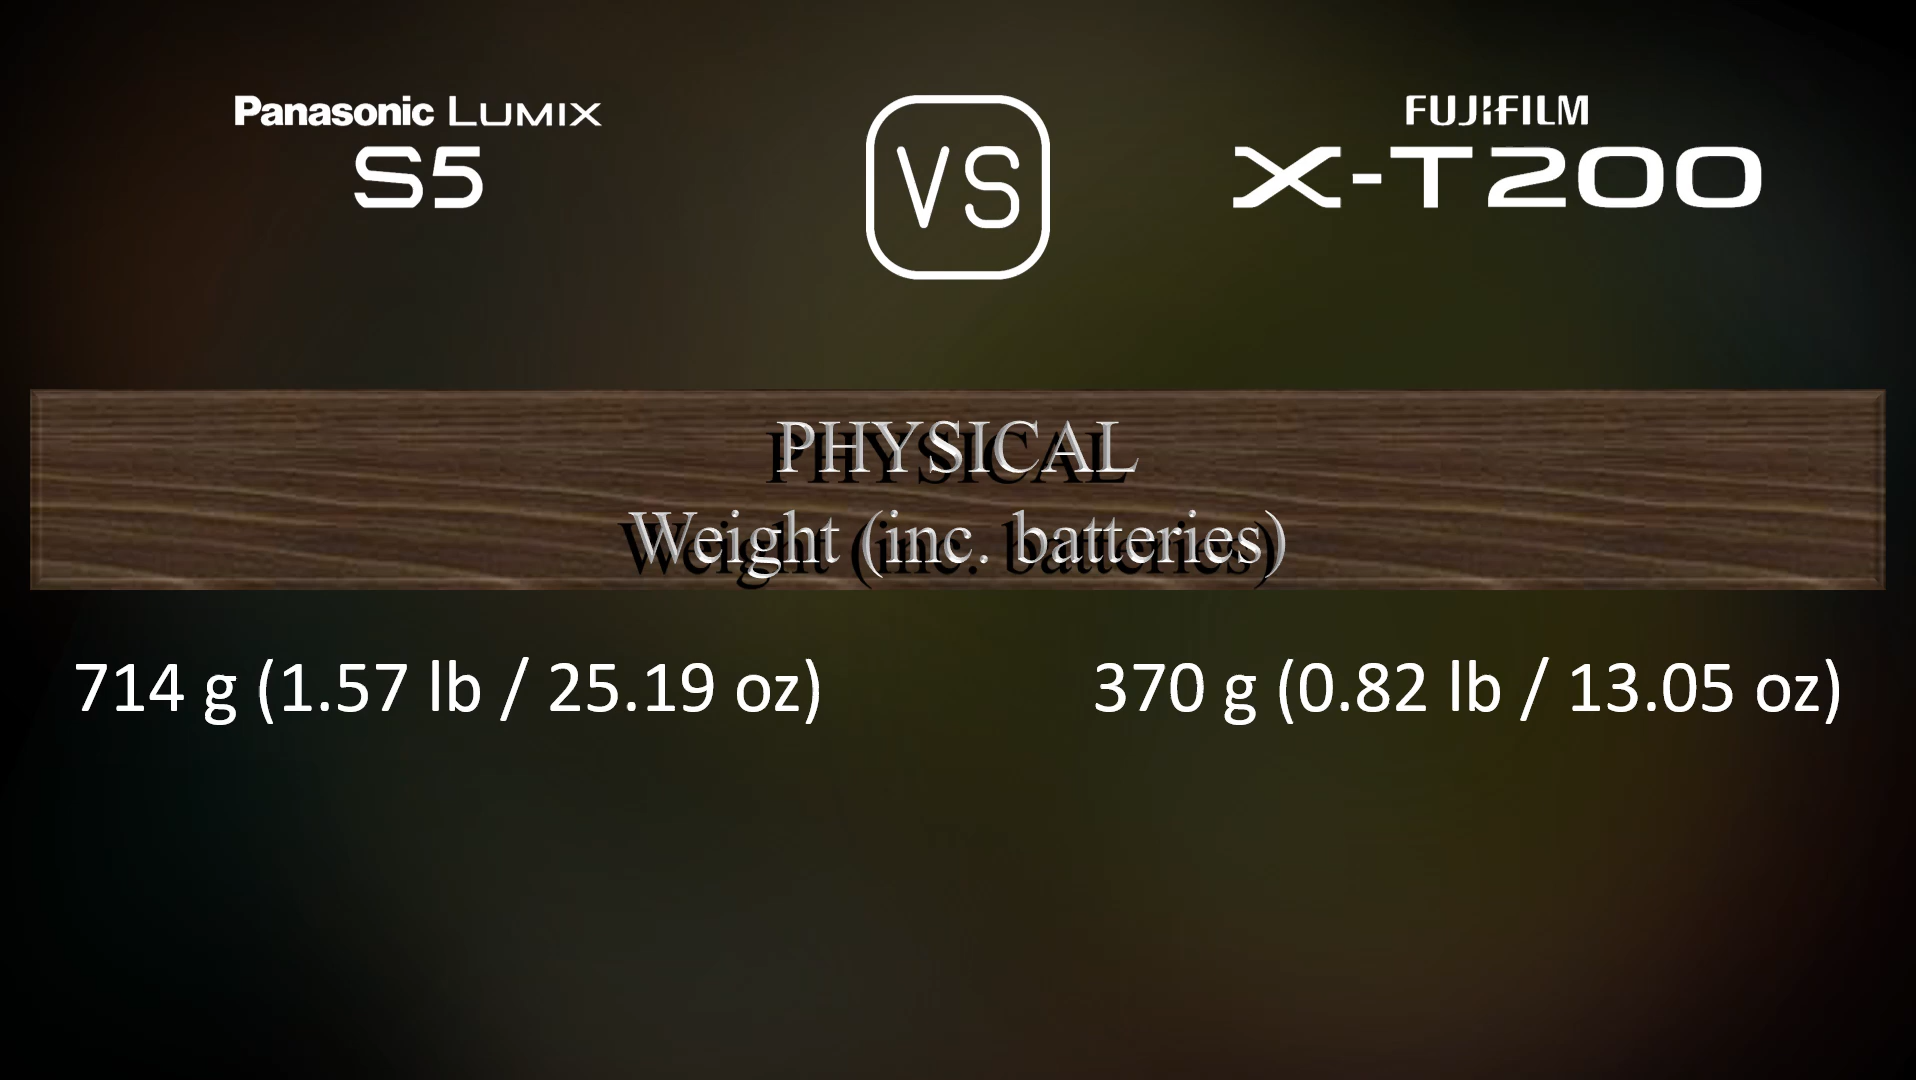 Panasonic LUMIX
S5
VS
FUJIFILM
X-T200
PHYSICAL
Weight (inc. batteries)
714 g (1.57 lb / 25.19 oz)
370 g (0.82 lb / 13.05 oz)